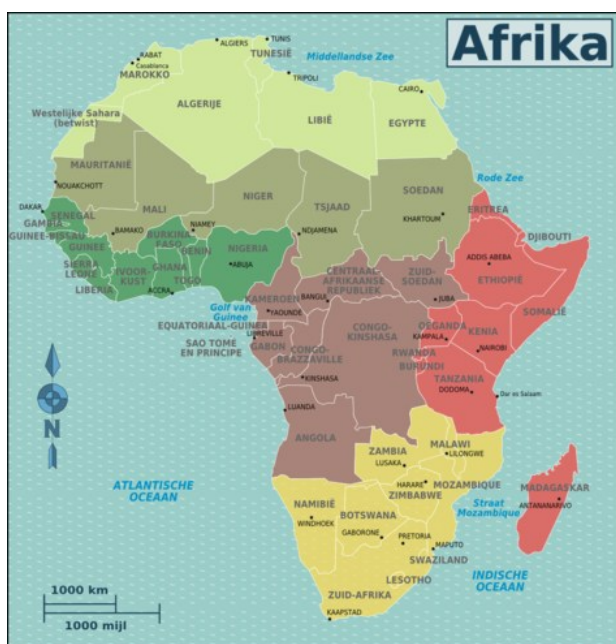 Afrika
TUNIS
ALGIERS
TUNESIË
RABAT
Casablanca
MAROKKO
Middellandse Zee
TRIPOLI
CAIRO
ALGERIJE
LIBIË
EGYPTE
Westelijke Sahara
(betwist)
MAURITANIË
NOUAKCHOTT
MALI
NIGER
TSJAAD
SOEDAN
Rode Zee
KHARTOUM
ERITREA
DAKAR
SENEGAL
GAMBIA
GUINEE-BISSAU
BAMAKO
BURKINA
FASO
NIAMEY
NDJAMENA
DJIBOUTI
GUINEE
BENIN
NIGERIA
ABUJA
ADDIS ABEBA
ETHIOPIË
SIERRA
LEONE
IVOOR-
KUST
GHANA
TOGO
LIBERIA
ACCRA
CENTRAAL-
AFRIKAANSE
REPUBLIEK
ZUID-
SOEDAN
SOMALIË
KAMEROEN
BANGUI
JUBA
Golf van
Guinee
YAOUNDE
EQUATORIAAL-GUINEA
LIBREVILLE
SAO TOME
EN PRINCIPE
GABON
CONGO-
BRAZZAVILLE
CONGO-
KINSHASA
OEGANDA
KAMPALA
KENIA
NAIROBI
RWANDA
BURUNDI
KINSHASA
TANZANIA
DODOMA
Dar es Salaam
LUANDA
N
ANGOLA
ZAMBIA
LUSAKA
MALAWI
LILONGWE
ATLANTISCHE
OCEAAN
HARARE
MOZAMBIQUE
ZIMBABWE
MADAGASKAR
ANTANANARIVO
Straat
Mozambique
NAMIBIË
WINDHOEK
BOTSWANA
GABORONE
PRETORIA
MAPUTO
SWAZILAND
INDISCHE
OCEAAN
LESOTHO
ZUID-AFRIKA
KAAPSTAD
1000 km
1000 mijl